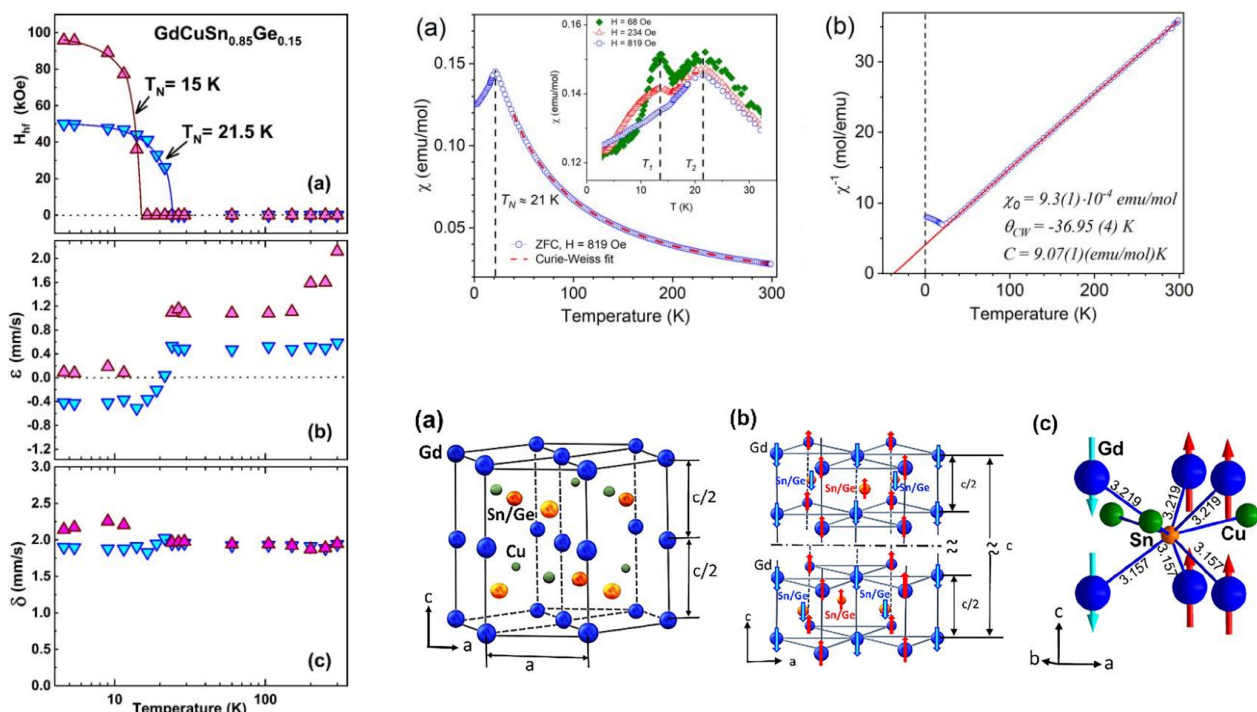 GdCuSn0.85Ge0.15
TN= 15 K
TN= 21.5 K
Hhf (kOe)
100
80
60
40
20
0
(a)
ε (mm/s)
2.0
1.6
1.2
0.8
0.4
0.0
-0.4
-0.8
-1.2
(b)
δ (mm/s)
3.0
2.5
2.0
1.5
1.0
0.5
0.0
(c)
10
100
Temperature (K)
(a)
χ (emu/mol)
0.15
0.10
0.05
0
100
200
300
Temperature (K)
TN ≈ 21 K
ZFC, H = 819 Oe
Curie-Weiss fit
H = 68 Oe
H = 234 Oe
H = 819 Oe
χ (emu/mol)
0.16
0.14
0.12
T1
T2
0
10
20
30
T (K)
(b)
χ-1 (mol/emu)
30
20
10
0
0
100
200
300
Temperature (K)
χ0 = 9.3(1)·10-4 emu/mol
θCW = -36.95 (4) K
C = 9.07(1)(emu/mol)K
(a)
Gd
Sn/Ge
Cu
c/2
c/2
c
a
a
(b)
Gd
Sn/Ge
Sn/Ge
Sn/Ge
c/2
≈
≈
c
Gd
Sn/Ge
Sn/Ge
Sn/Ge
c/2
c
a
(c)
Gd
3.219
3.219
3.219
Sn
Cu
3.157
3.157
3.157
c
b
a